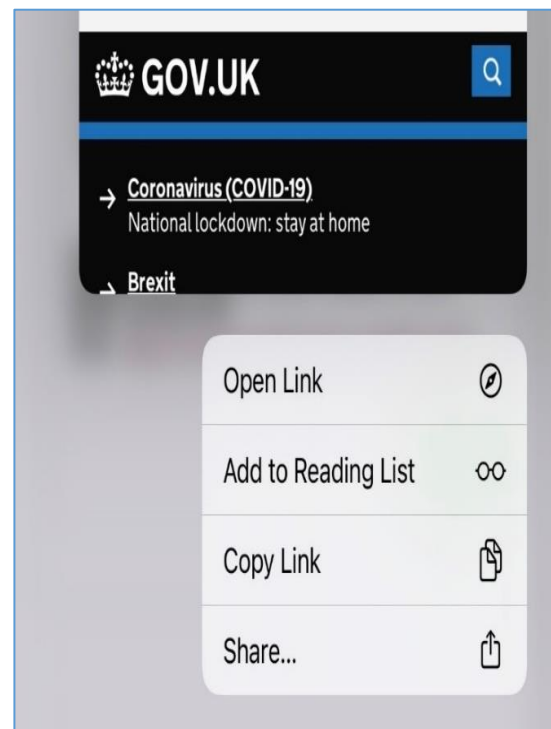 GOV.UK
Coronavirus (COVID-19)
National lockdown: stay at home
Brexit
Open Link
Add to Reading List
Copy Link
Share...